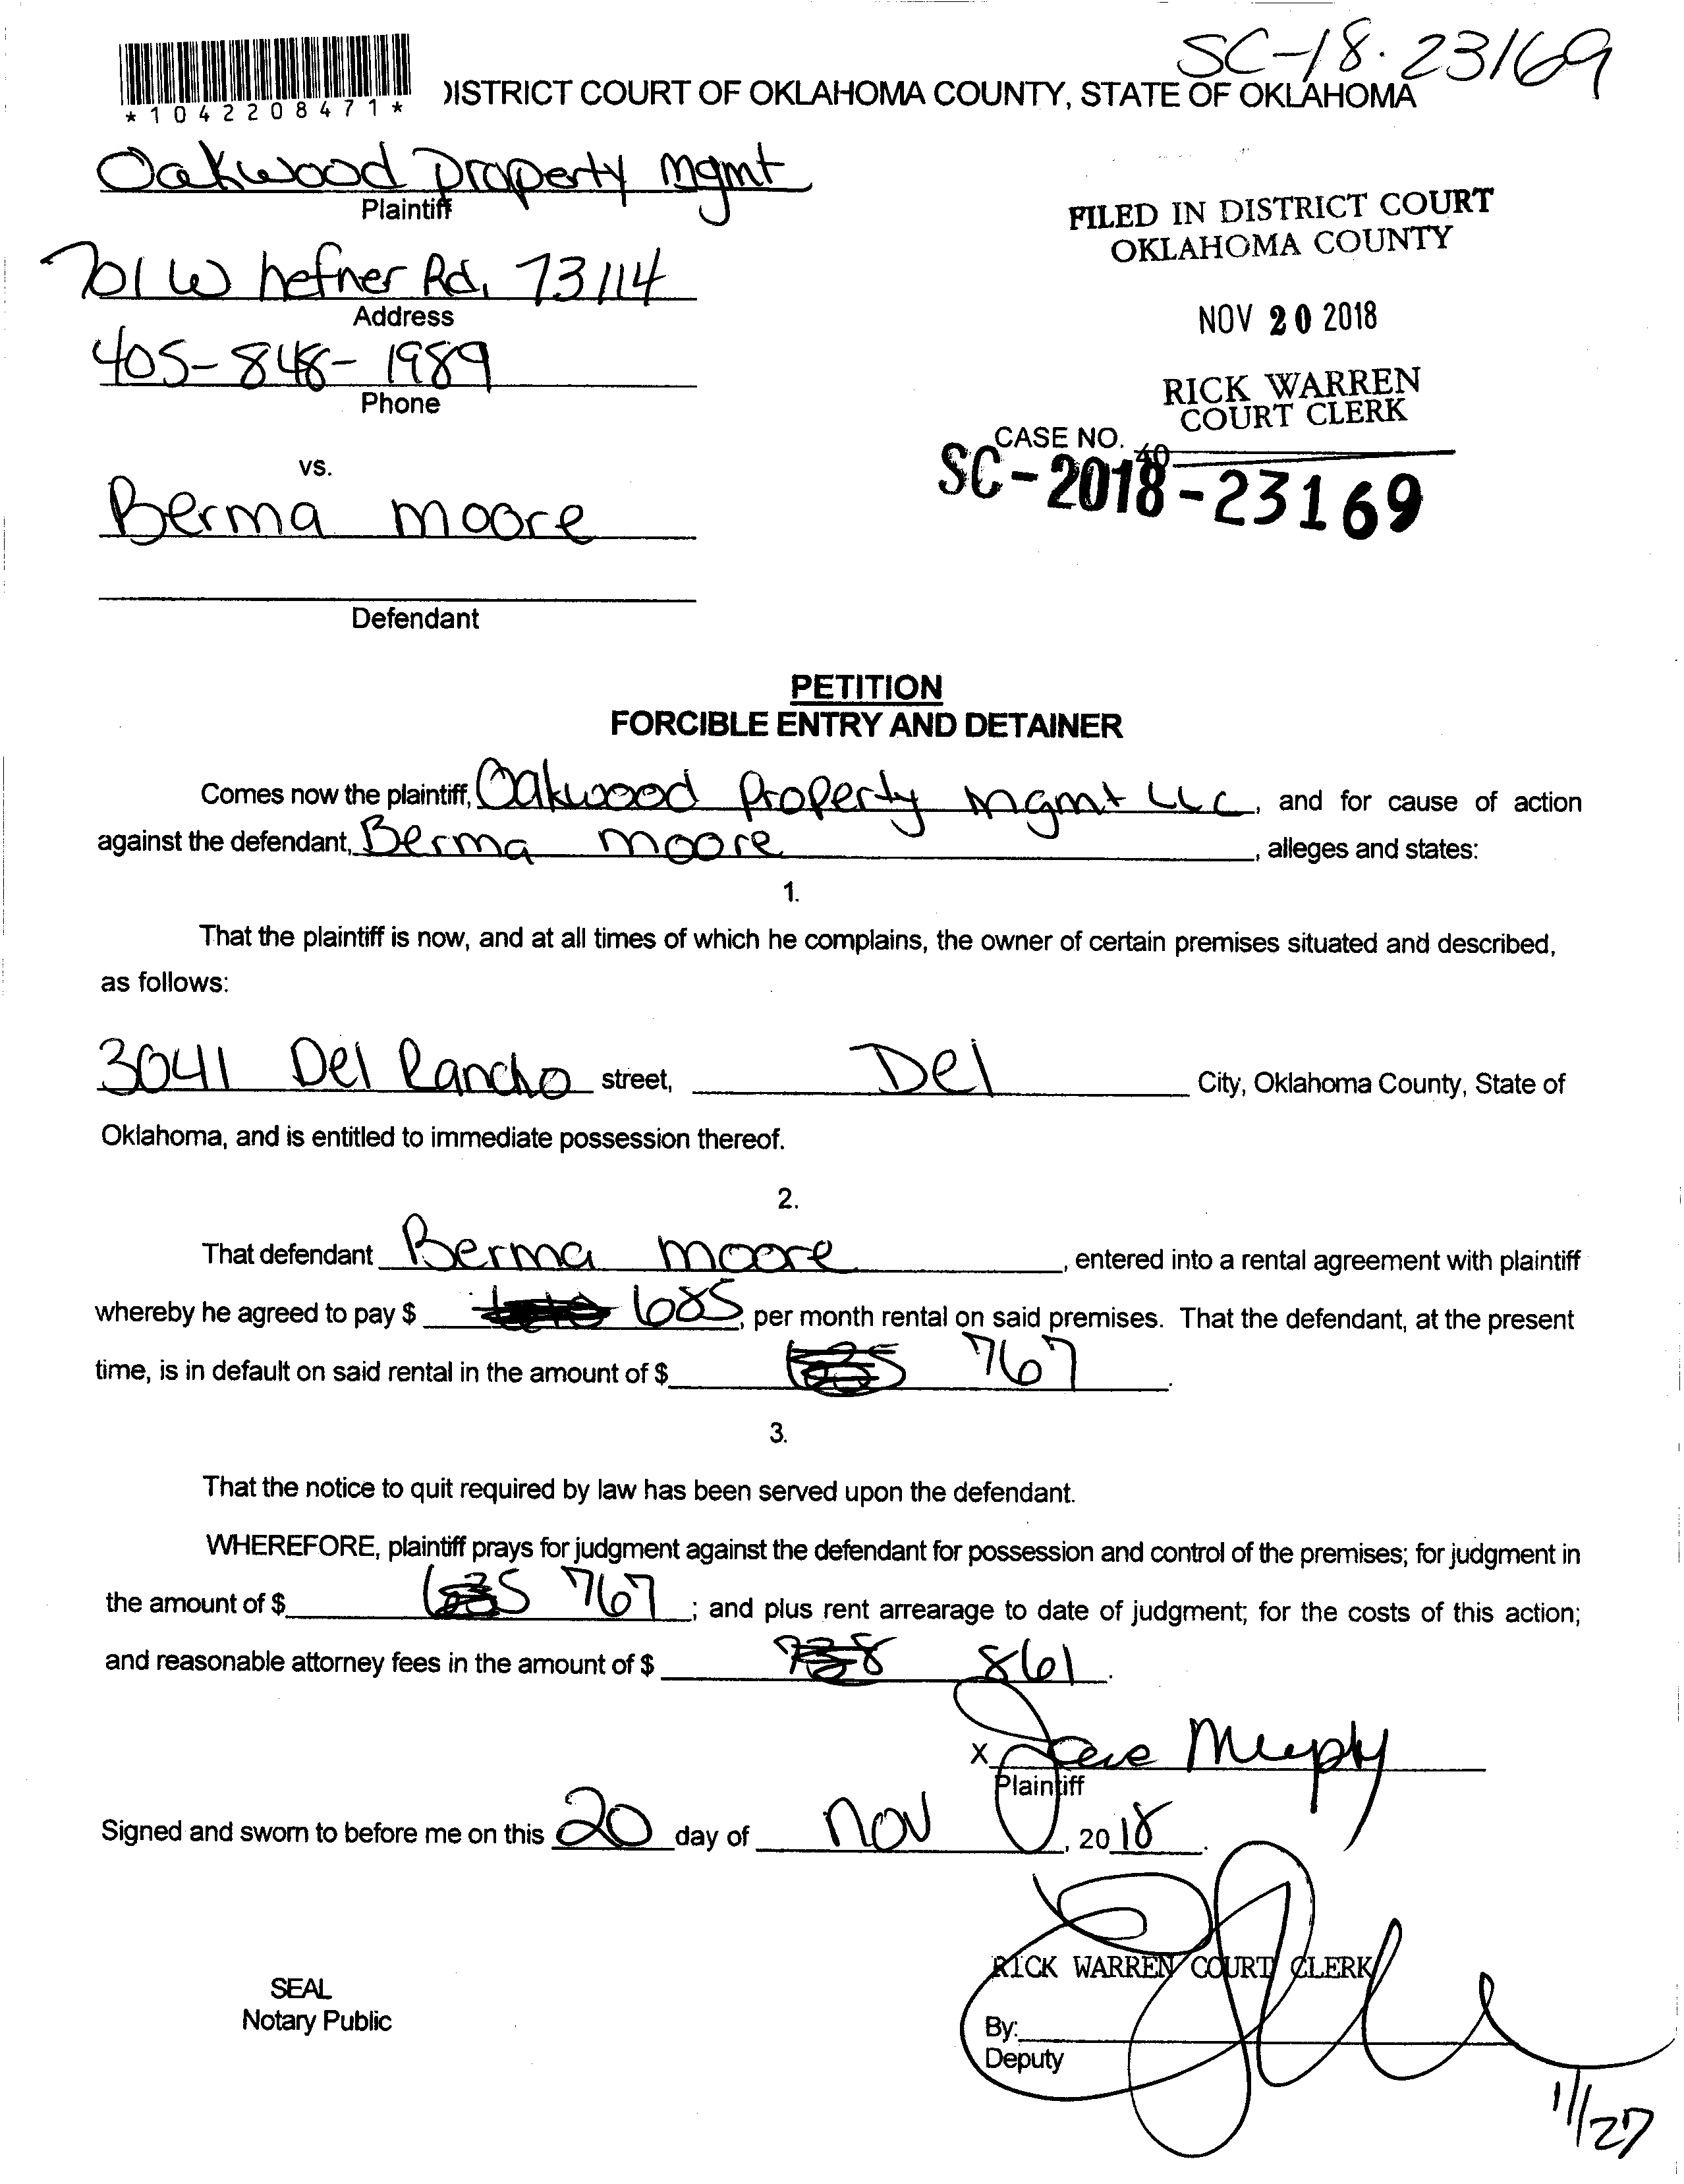 SC-18-23169
*1042208471*
DISTRICT COURT OF OKLAHOMA COUNTY, STATE OF OKLAHOMA
Oakwood Property Mgmt
Plaintiff
701 W hefner Rd, 73114
Address
405-848-1989
Phone
FILED IN DISTRICT COURT
OKLAHOMA COUNTY
NOV 20 2018
RICK WARREN
COURT CLERK
CASE NO.
40
SC-2018-23169
vs.
Berma Moore
Defendant
PETITION
FORCIBLE ENTRY AND DETAINER
Comes now the plaintiff, Oakwood Property Mgmt LLC, and for cause of action
against the defendant, Berma Moore, alleges and states:
1.
That the plaintiff is now, and at all times of which he complains, the owner of certain premises situated and described,
as follows:
3041 Del Rancho street, Del City, Oklahoma County, State of
Oklahoma, and is entitled to immediate possession thereof.
2.
That defendant Berma Moore, entered into a rental agreement with plaintiff
whereby he agreed to pay $ 685, per month rental on said premises. That the defendant, at the present
time, is in default on said rental in the amount of $ 767.
3.
That the notice to quit required by law has been served upon the defendant.
WHEREFORE, plaintiff prays for judgment against the defendant for possession and control of the premises; for judgment in
the amount of $ 767; and plus rent arrearage to date of judgment; for the costs of this action;
and reasonable attorney fees in the amount of $ 861.
X Murphy
Plaintiff
Signed and sworn to before me on this 20 day of Nov, 2018.
RICK WARREN COURT CLERK
SEAL
Notary Public
By:
Deputy
11/27